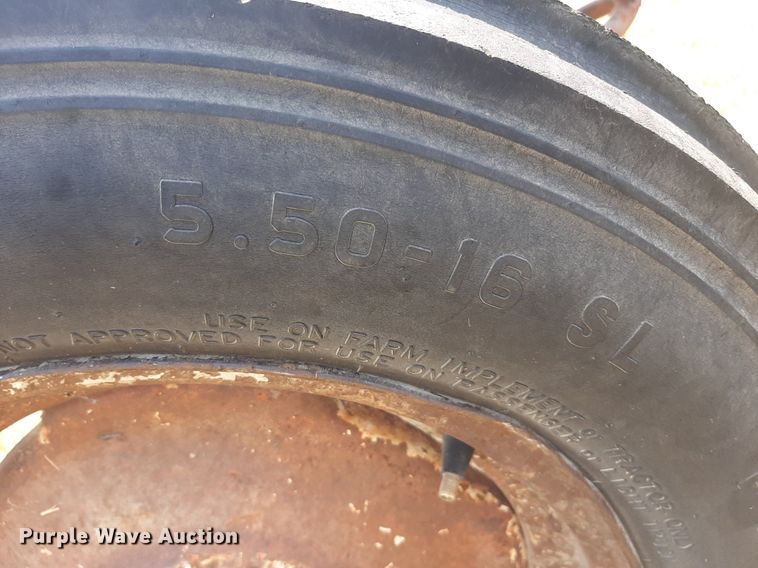 5.50-16 SL
USE ON FARM IMPLEMENT & TRACTOR ONLY
NOT APPROVED FOR USE ON PASSENGER or LIGHT
Purple Wave Auction®